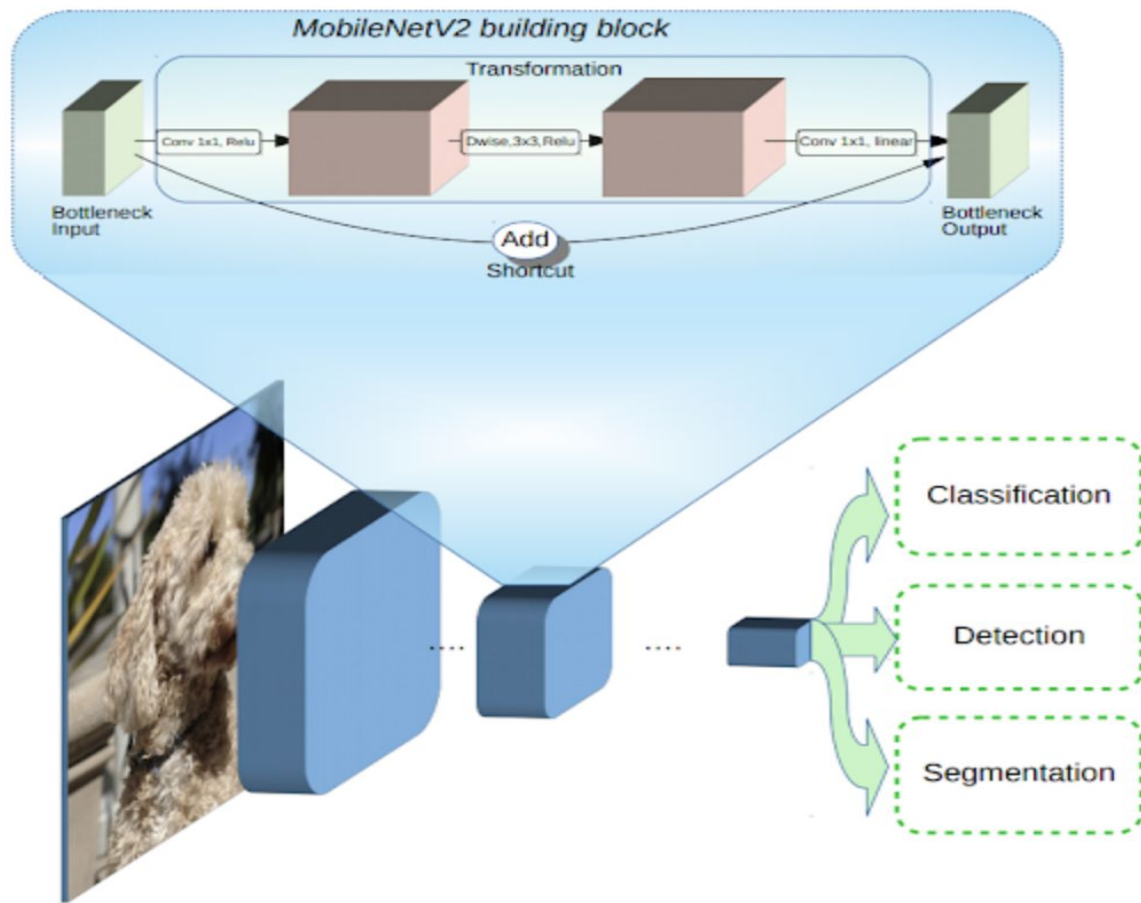 MobileNetV2 building block
Transformation
Conv 1x1, Relu
Dwise,3x3,Relu
Conv 1x1, linear
Bottleneck
Input
Bottleneck
Output
Add
Shortcut
Classification
....
....
Detection
Segmentation